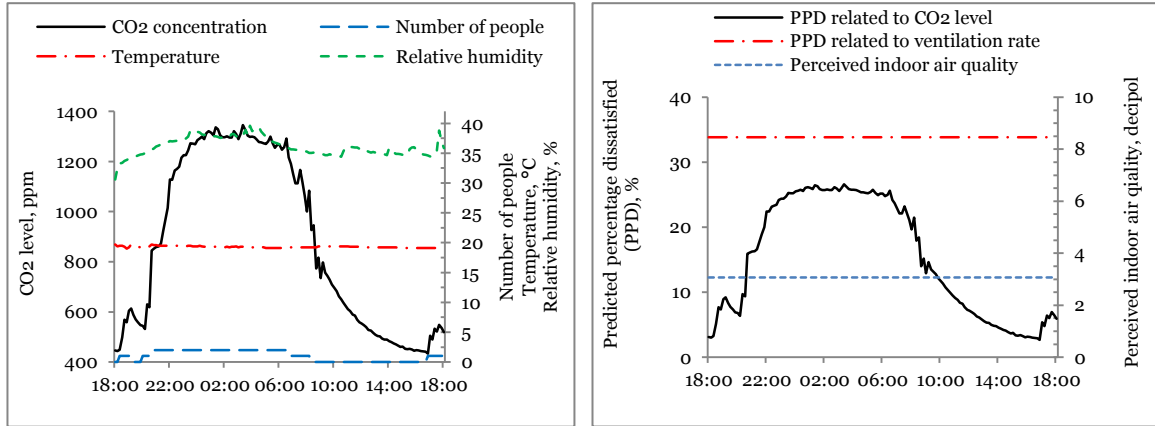 CO2 concentration
Number of people
Temperature
Relative humidity
CO2 level, ppm
1400
1200
1000
800
600
400
18:00 22:00 02:00 06:00 10:00 14:00 18:00
40
35
30
25
20
15
10
5
0
Number of people
Temperature, °C
Relative humidity, %
PPD related to CO2 level
PPD related to ventilation rate
Perceived indoor air quality
Predicted percentage dissatisfied
(PPD), %
40
30
20
10
0
18:00 22:00 02:00 06:00 10:00 14:00 18:00
10
8
6
4
2
0
Perceived indoor air qiality, decipol